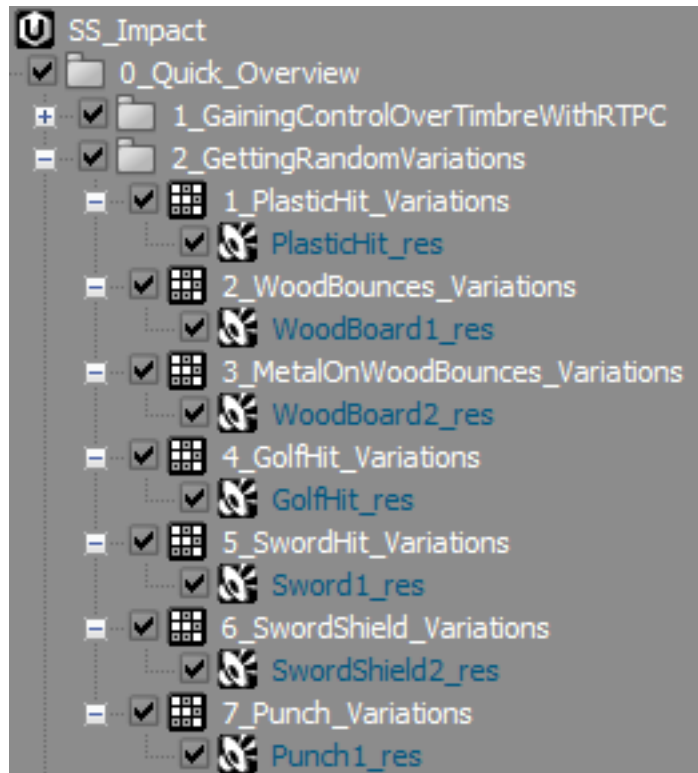 SS_Impact
0_Quick_Overview
1_GainingControlOverTimbreWithRTPC
2_GettingRandomVariations
1_PlasticHit_Variations
PlasticHit_res
2_WoodBounces_Variations
WoodBoard1_res
3_MetalOnWoodBounces_Variations
WoodBoard2_res
4_GolfHit_Variations
GolfHit_res
5_SwordHit_Variations
Sword1_res
6_SwordShield_Variations
SwordShield2_res
7_Punch_Variations
Punch1_res